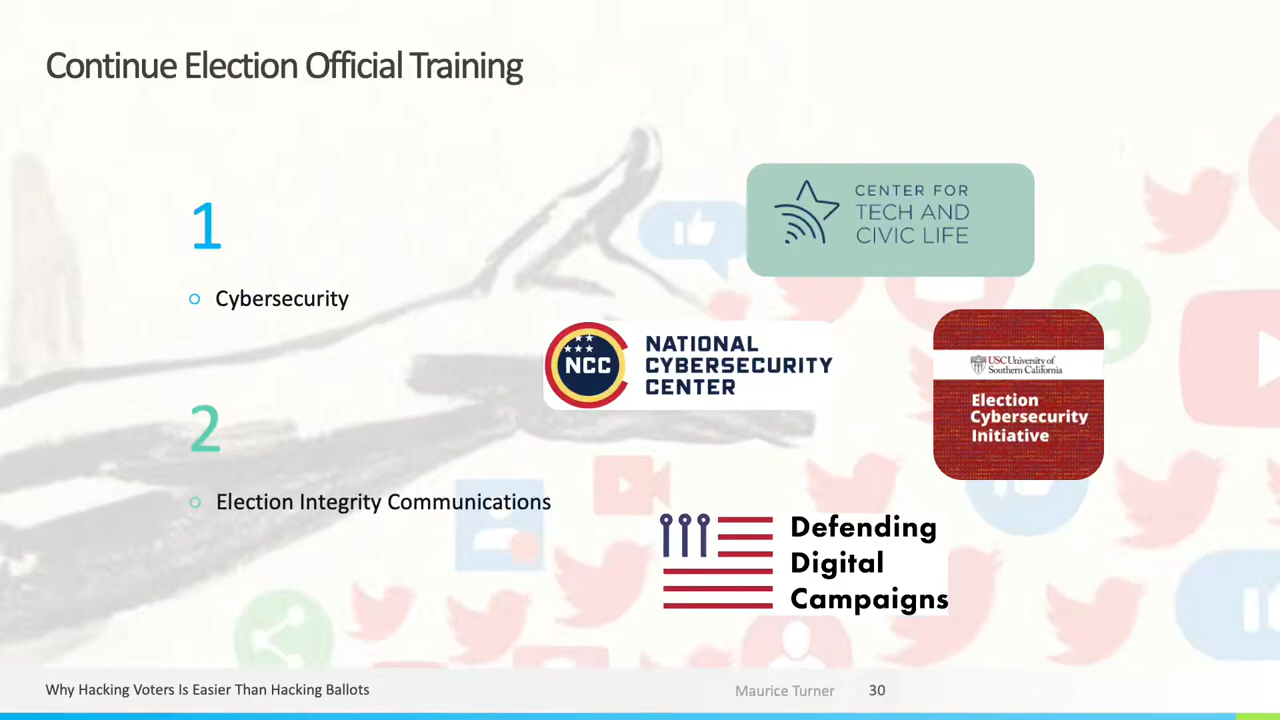 Continue Election Official Training
1
Cybersecurity
2
Election Integrity Communications
CENTER FOR
TECH AND
CIVIC LIFE
NCC
NATIONAL
CYBERSECURITY
CENTER
USC University of
Southern California
Election
Cybersecurity
Initiative
Defending
Digital
Campaigns
Why Hacking Voters Is Easier Than Hacking Ballots
Maurice Turner
30